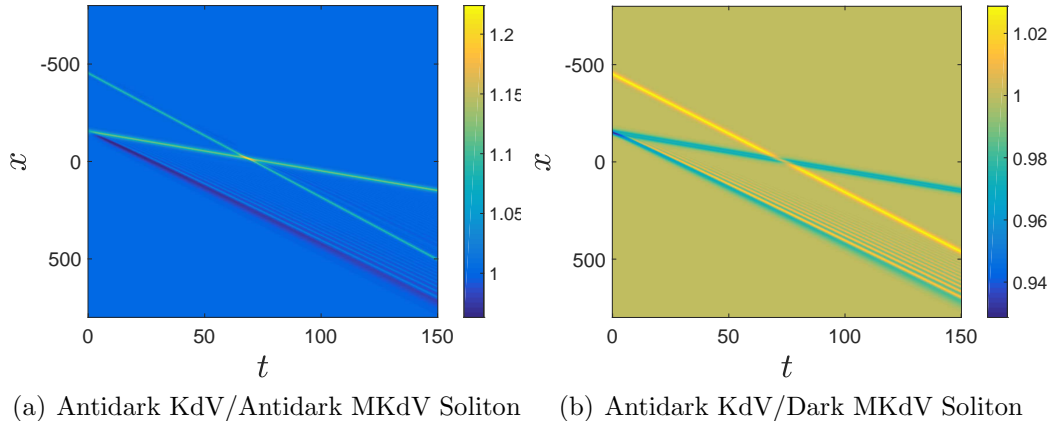 -500
0
500
x
0 50 100 150
t
1.2
1.15
1.1
1.05
1
(a) Antidark KdV/Antidark MKdV Soliton
-500
0
500
x
0 50 100 150
t
1.02
1
0.98
0.96
0.94
(b) Antidark KdV/Dark MKdV Soliton